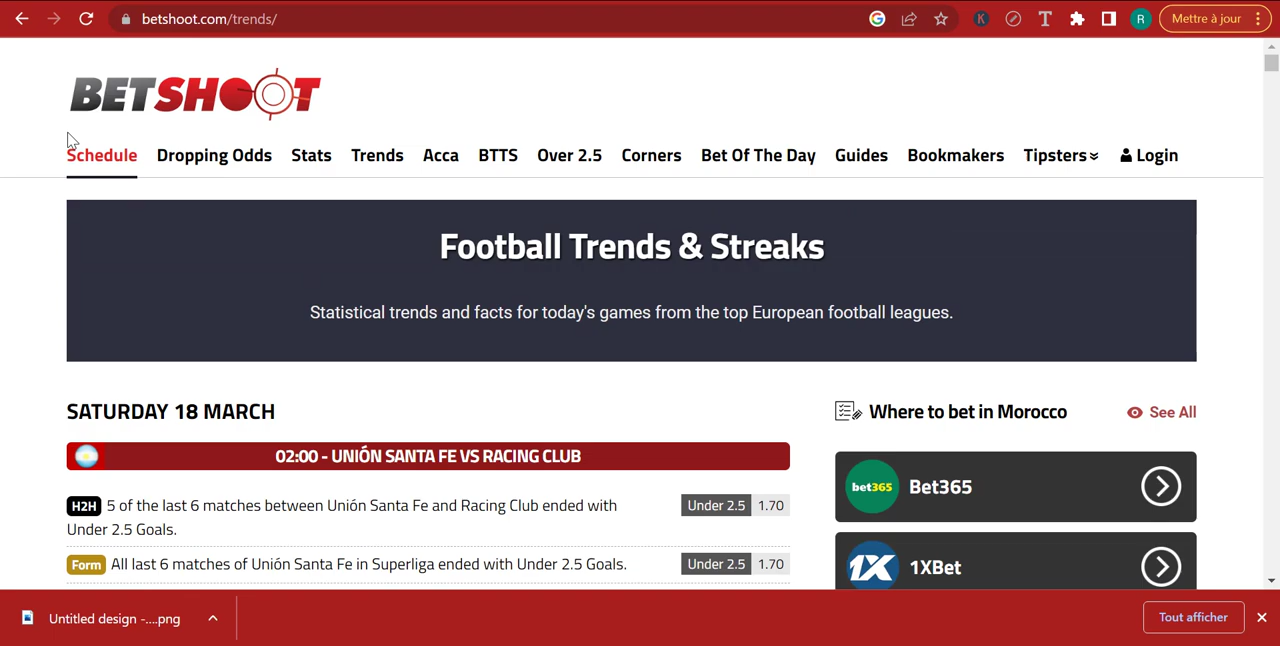 betshoot.com/trends/
Mettre à jour
BETSHOOT
Schedule Dropping Odds Stats Trends Acca BTTS Over 2.5 Corners Bet Of The Day Guides Bookmakers Tipsters Login
Football Trends & Streaks
Statistical trends and facts for today's games from the top European football leagues.
SATURDAY 18 MARCH
02:00 - UNIÓN SANTA FE VS RACING CLUB
H2H 5 of the last 6 matches between Unión Santa Fe and Racing Club ended with
Under 2.5 Goals.
Under 2.5 1.70
Form All last 6 matches of Unión Santa Fe in Superliga ended with Under 2.5 Goals.
Under 2.5 1.70
Where to bet in Morocco
See All
bet365 Bet365
1X 1XBet
Untitled design -....png
Tout afficher